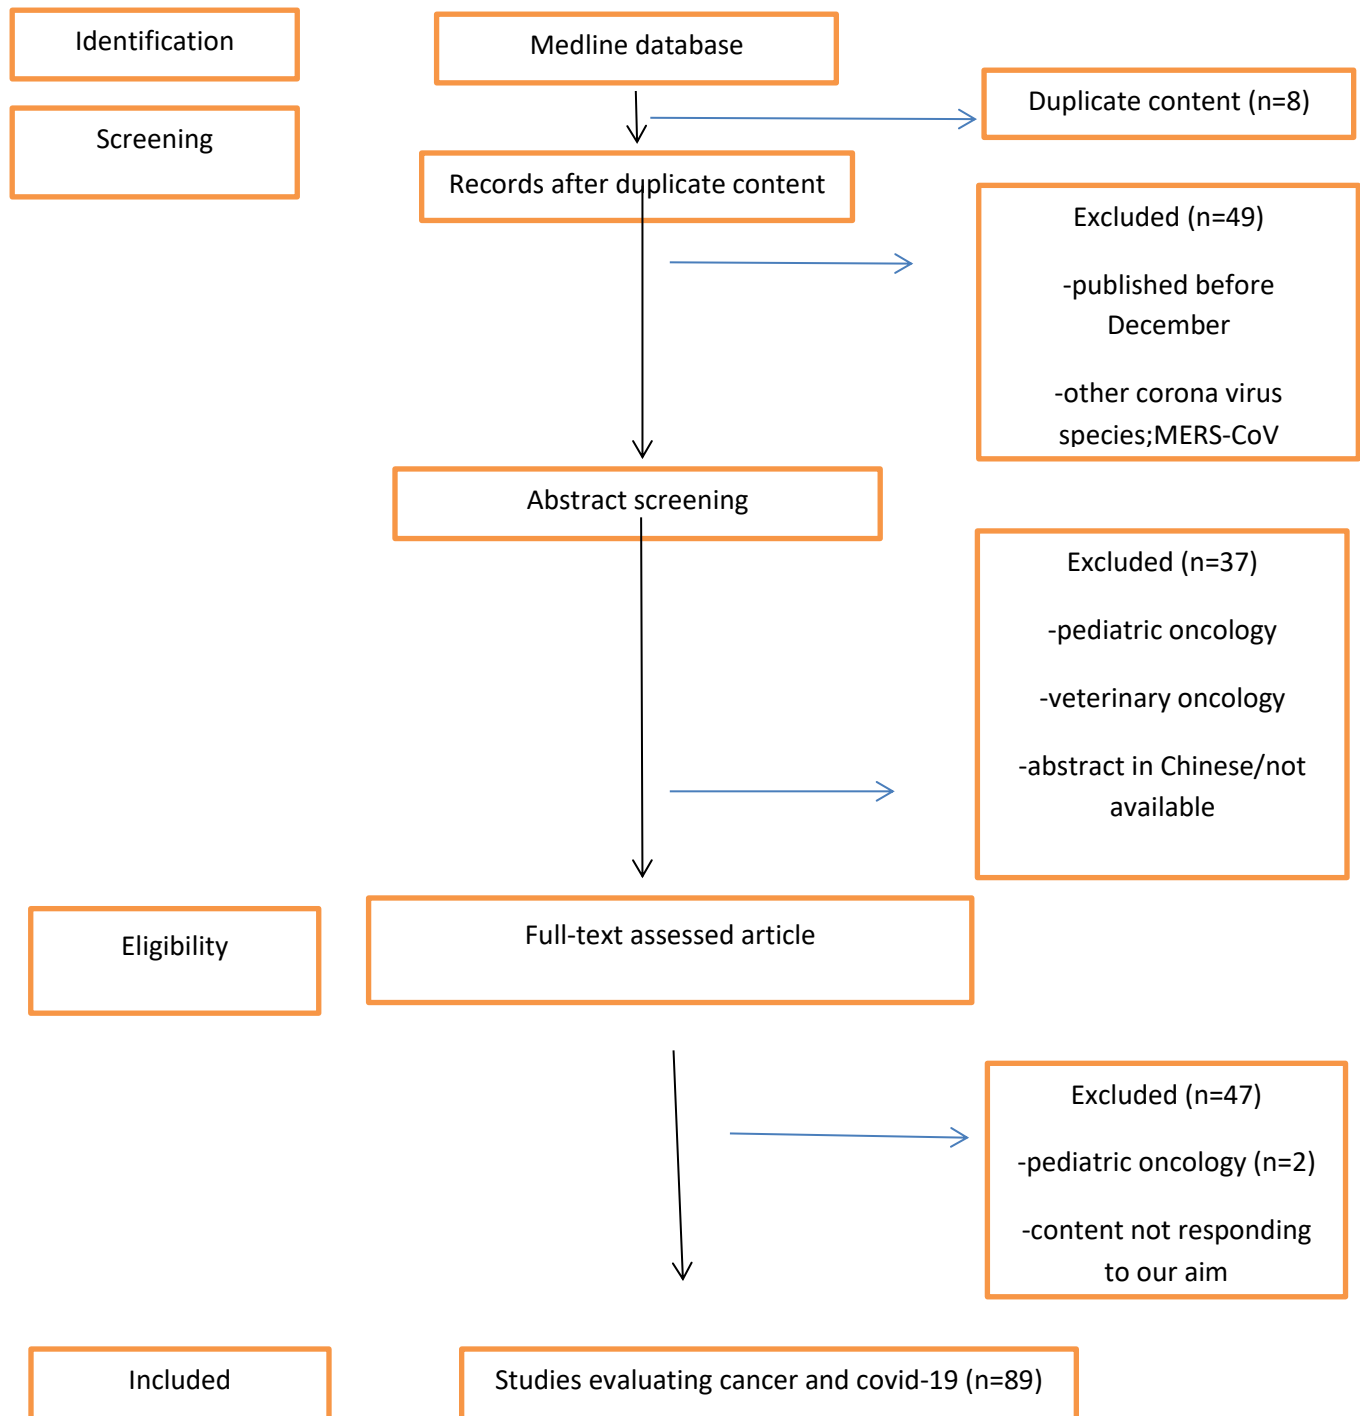 Identification
Medline database
Duplicate content (n=8)
Screening
Records after duplicate content
Excluded (n=49)
-published before
December
-other corona virus
species;MERS-CoV
Abstract screening
Excluded (n=37)
-pediatric oncology
-veterinary oncology
-abstract in Chinese/not
available
Eligibility
Full-text assessed article
Excluded (n=47)
-pediatric oncology (n=2)
-content not responding
to our aim
Included
Studies evaluating cancer and covid-19 (n=89)